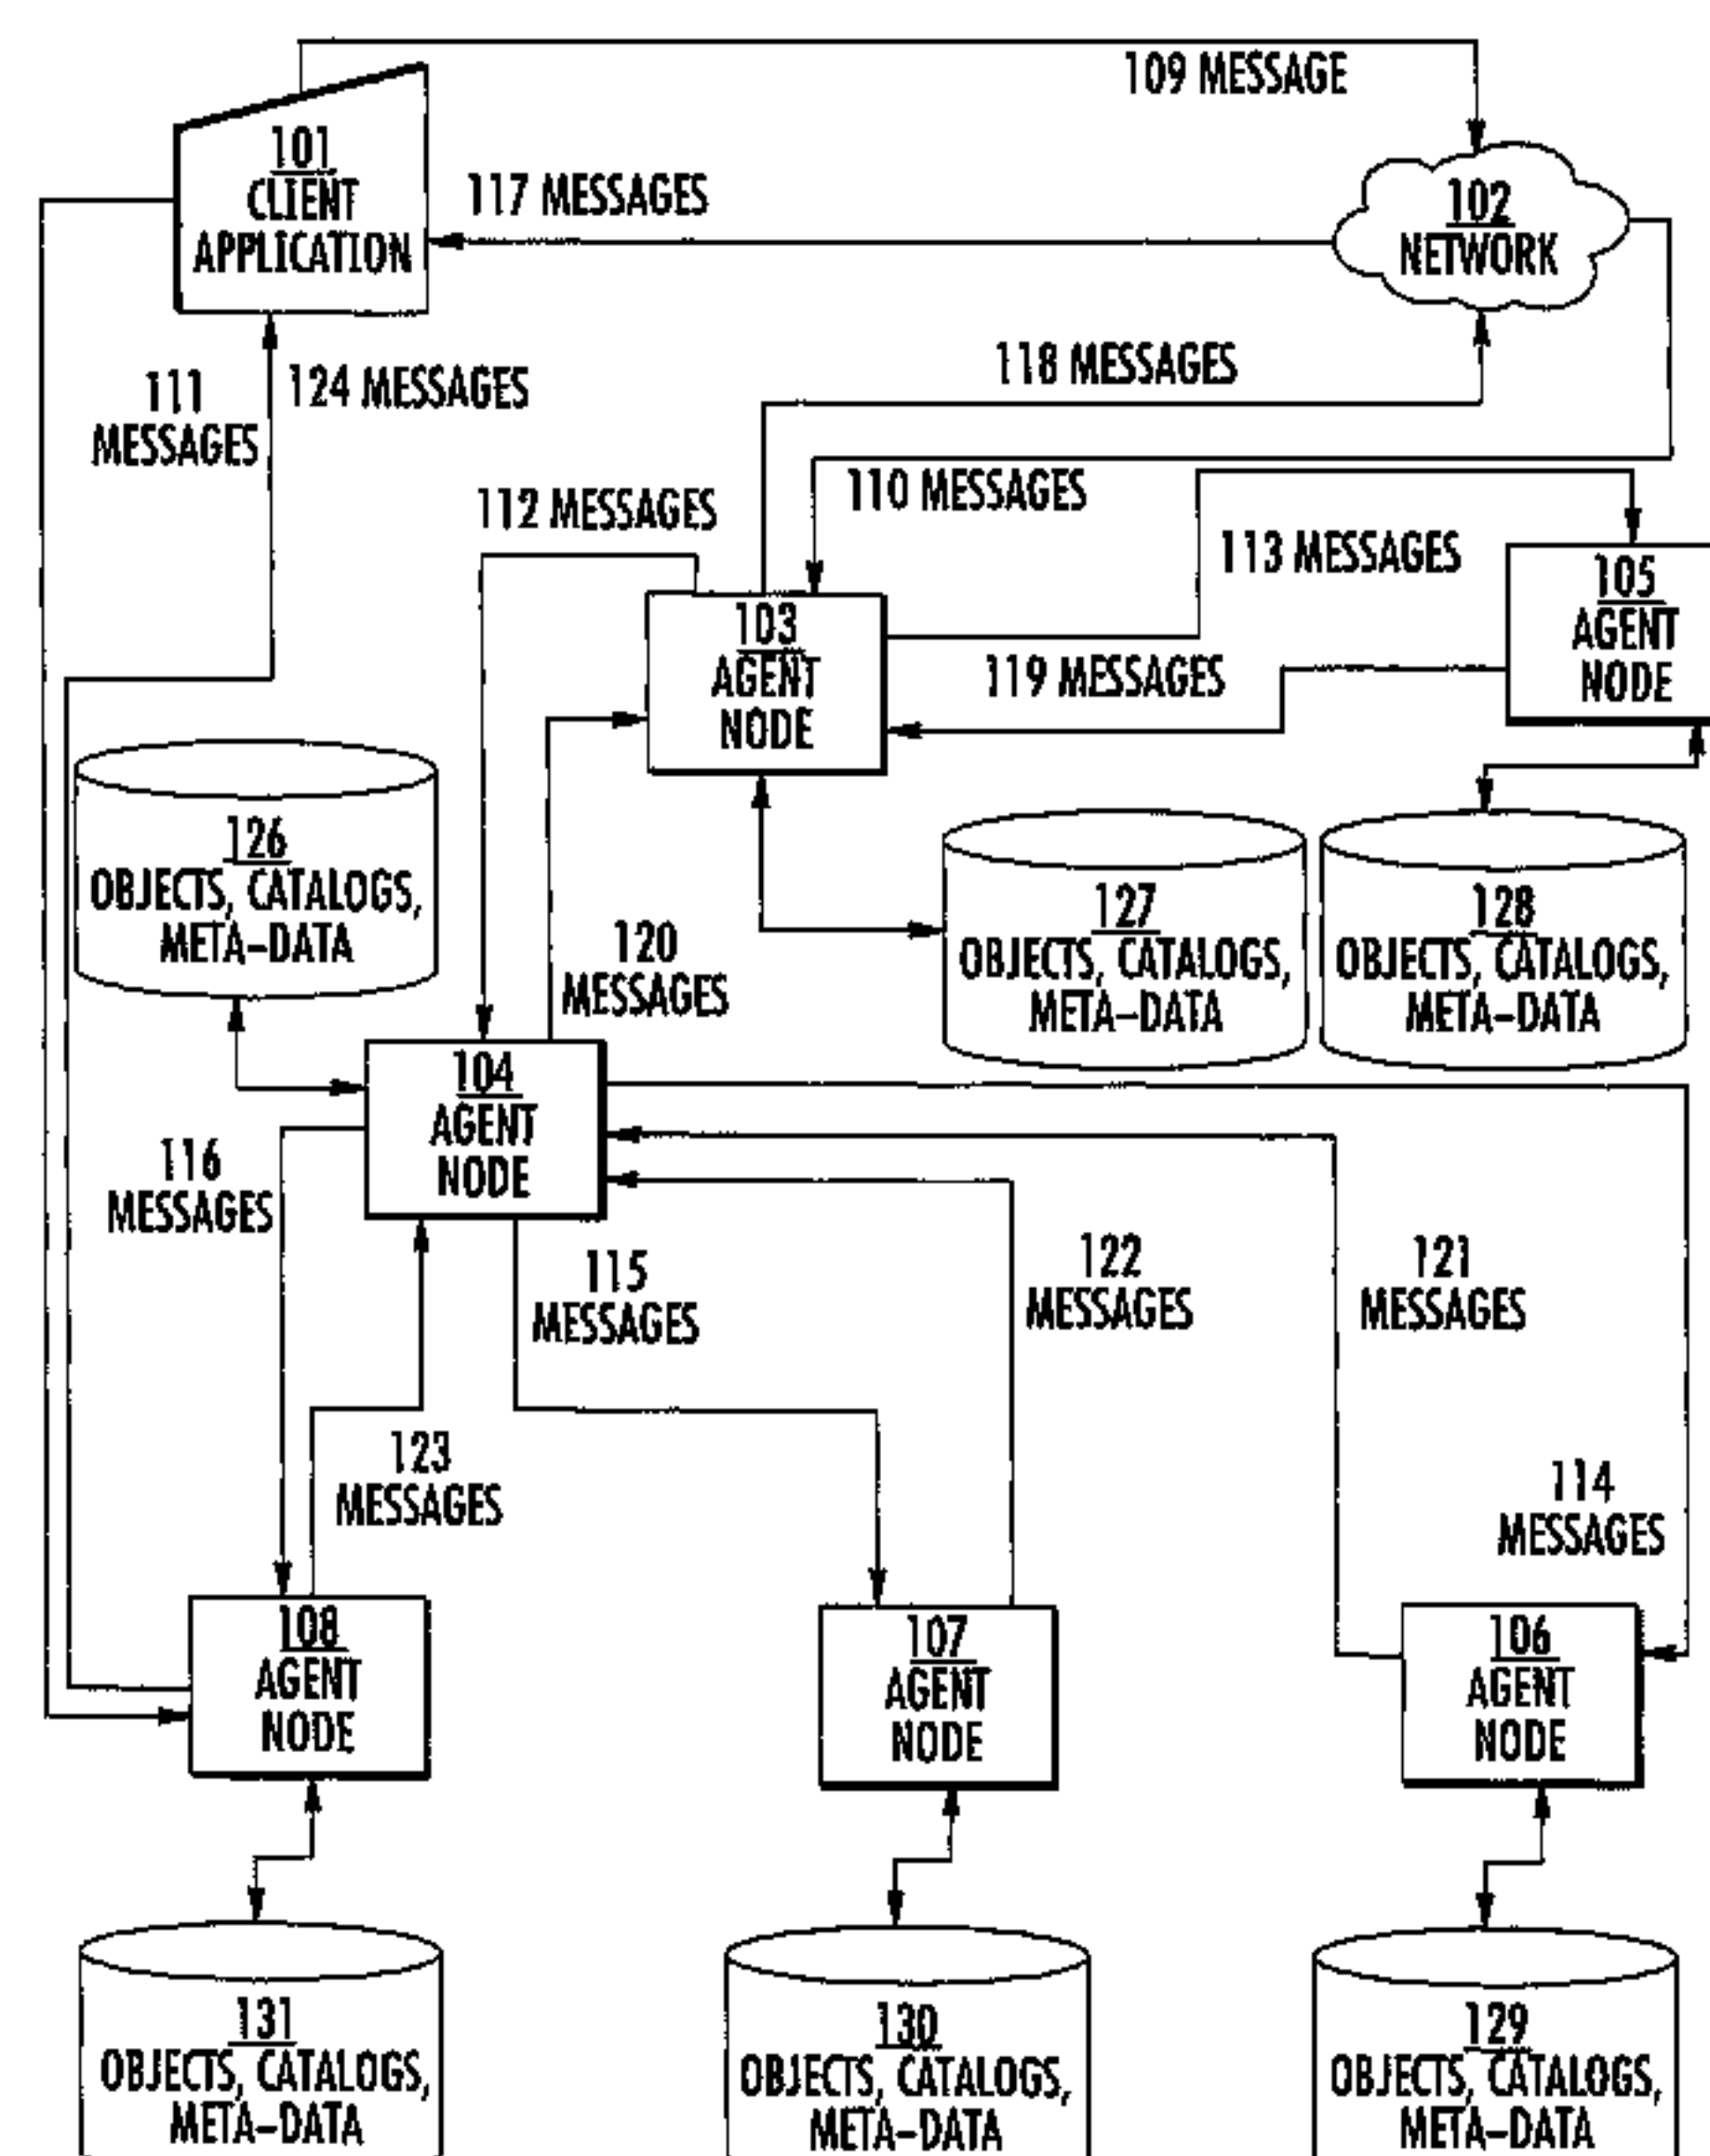 109 MESSAGE
101
CLIENT
APPLICATION
117 MESSAGES
102
NETWORK
111
MESSAGES
124 MESSAGES
118 MESSAGES
112 MESSAGES
110 MESSAGES
113 MESSAGES
105
AGENT
NODE
103
AGENT
NODE
119 MESSAGES
126
OBJECTS, CATALOGS,
META-DATA
120
MESSAGES
127
OBJECTS, CATALOGS,
META-DATA
128
OBJECTS, CATALOGS,
META-DATA
104
AGENT
NODE
116
MESSAGES
115
MESSAGES
122
MESSAGES
121
MESSAGES
123
MESSAGES
114
MESSAGES
108
AGENT
NODE
107
AGENT
NODE
106
AGENT
NODE
131
OBJECTS, CATALOGS,
META-DATA
130
OBJECTS, CATALOGS,
META-DATA
129
OBJECTS, CATALOGS,
META-DATA